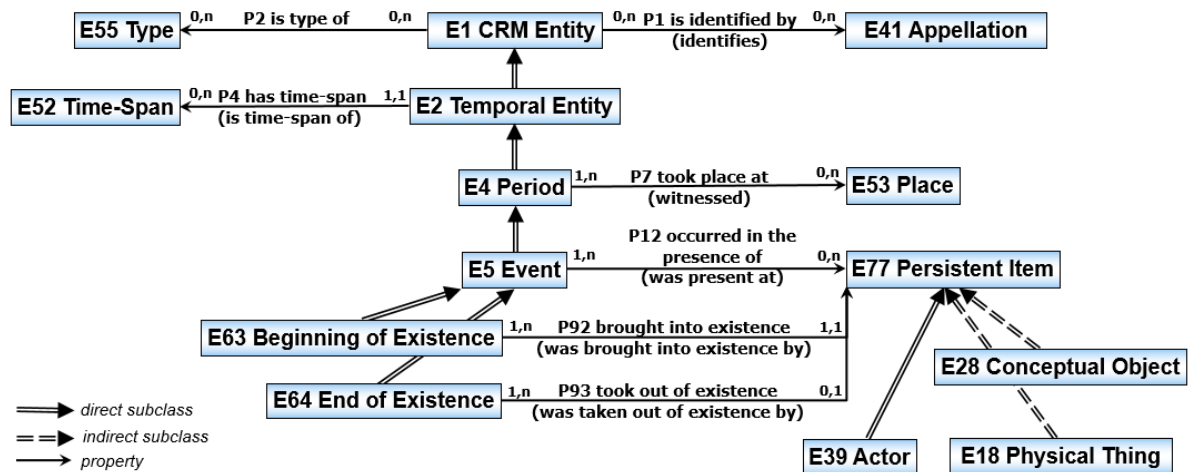 E55 Type
0,n P2 is type of 0,n
E1 CRM Entity
0,n P1 is identified by 0,n
(identifies)
E41 Appellation
E52 Time-Span
0,n P4 has time-span 1,1
(is time-span of)
E2 Temporal Entity
E4 Period
1,n P7 took place at 0,n
(witnessed)
E53 Place
E5 Event
1,n P12 occurred in the
presence of 0,n
(was present at)
E77 Persistent Item
E63 Beginning of Existence
1,n P92 brought into existence 1,1
(was brought into existence by)
E28 Conceptual Object
E64 End of Existence
1,n P93 took out of existence 0,1
(was taken out of existence by)
direct subclass
indirect subclass
property
E39 Actor
E18 Physical Thing